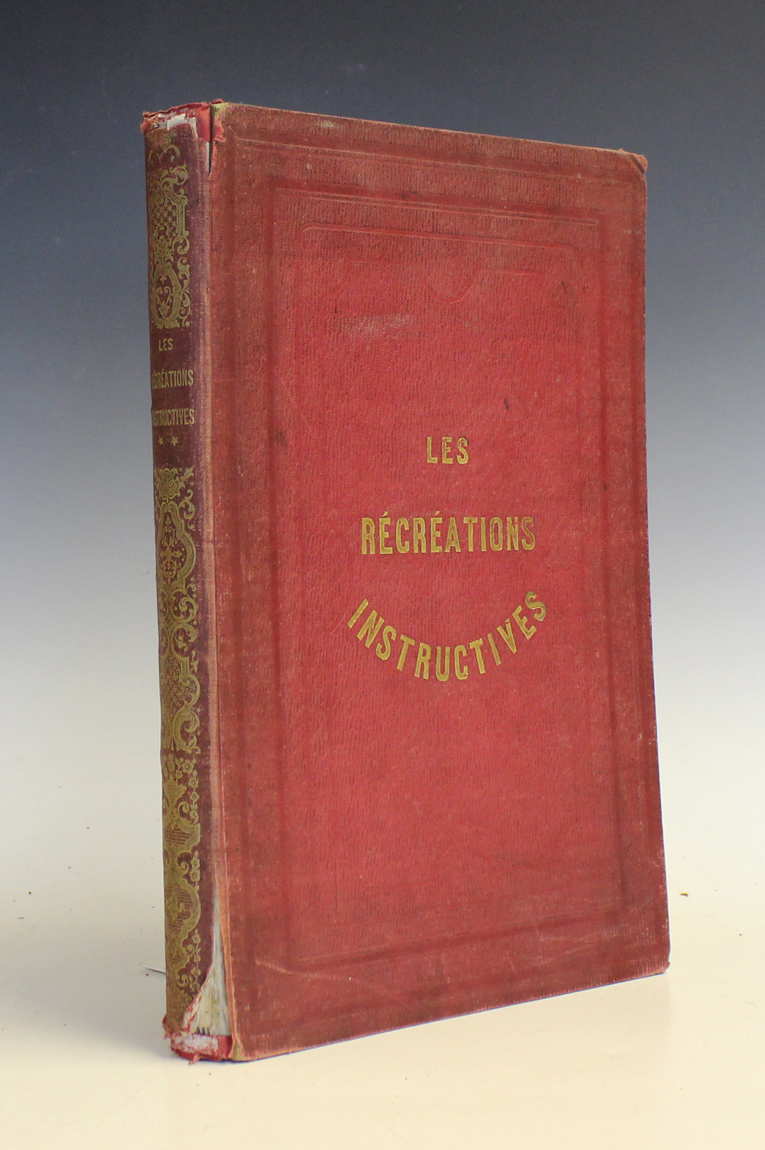 LES
RÉCRÉATIONS
INSTRUCTIVES
* *
LES
RÉCRÉATIONS
INSTRUCTIVES